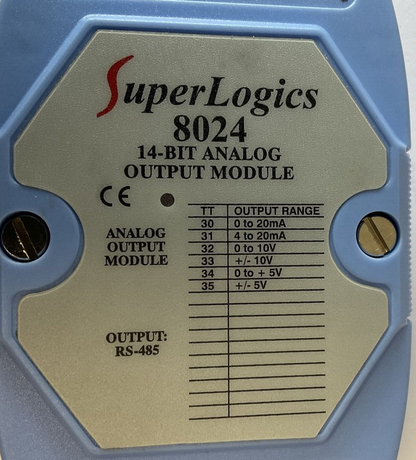 SuperLogics
8024
14-BIT ANALOG
OUTPUT MODULE
CE
ANALOG
OUTPUT
MODULE
TT OUTPUT RANGE
30 0 to 20mA
31 4 to 20mA
32 0 to 10V
33 +/- 10V
34 0 to + 5V
35 +/- 5V
OUTPUT:
RS-485